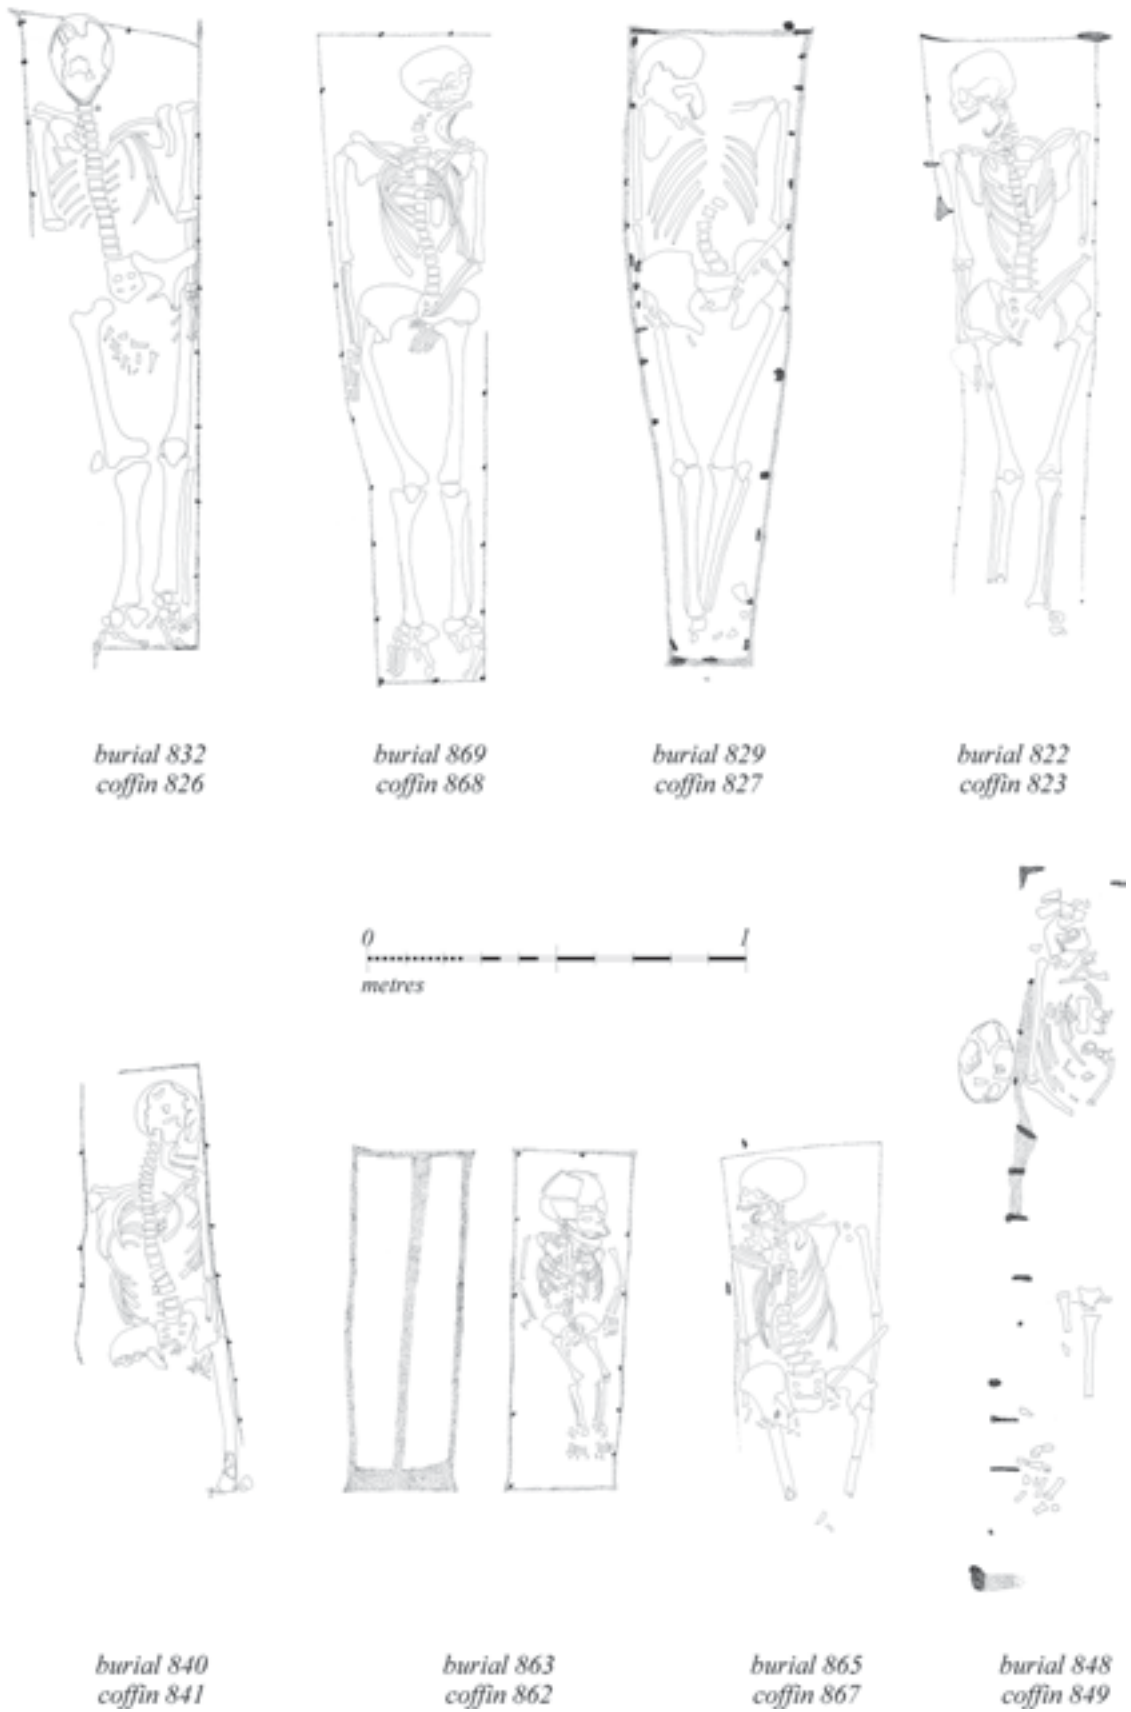 burial 832
coffin 826
burial 869
coffin 868
burial 829
coffin 827
burial 822
coffin 823
0 1
metres
burial 840
coffin 841
burial 863
coffin 862
burial 865
coffin 867
burial 848
coffin 849